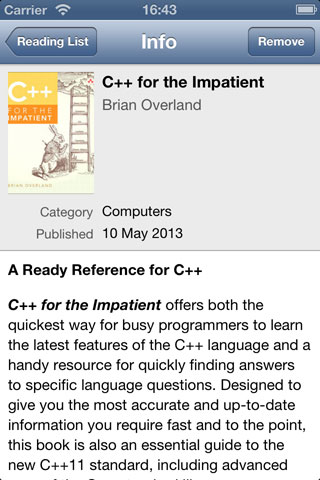 Carrier 16:43
Reading List Info Remove
C++
FOR THE
IMPATIENT
BRIAN OVERLAND
C++ for the Impatient
Brian Overland
Category Computers
Published 10 May 2013
A Ready Reference for C++
C++ for the Impatient offers both the
quickest way for busy programmers to learn
the latest features of the C++ language and a
handy resource for quickly finding answers
to specific language questions. Designed to
give you the most accurate and up-to-date
information you require fast and to the point,
this book is also an essential guide to the
new C++11 standard, including advanced